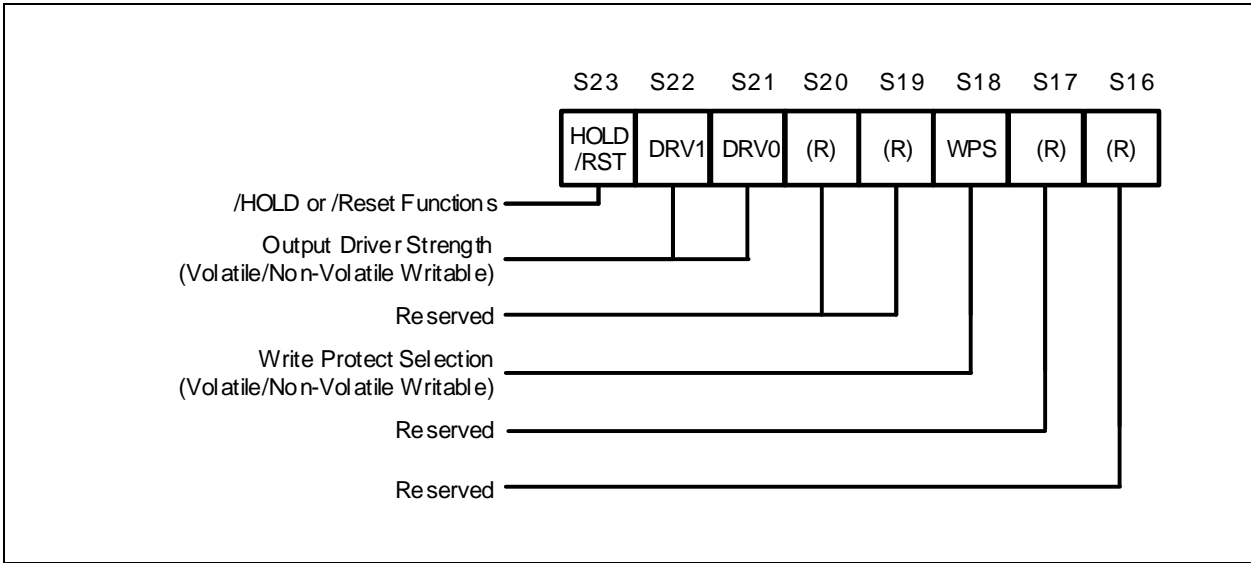 S23 S22 S21 S20 S19 S18 S17 S16
HOLD
/RST DRV1 DRV0 (R) (R) WPS (R) (R)
/HOLD or /Reset Functions
Output Driver Strength
(Volatile/Non-Volatile Writable)
Reserved
Write Protect Selection
(Volatile/Non-Volatile Writable)
Reserved
Reserved